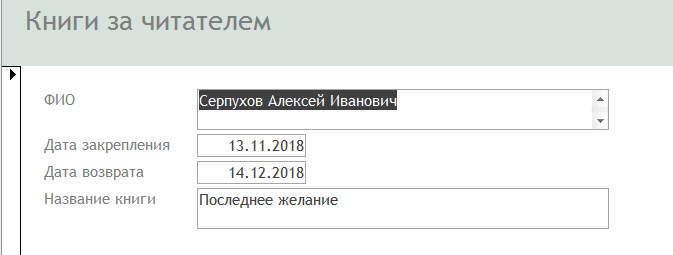 Книги за читателем
ФИО Серпухов Алексей Иванович
Дата закрепления 13.11.2018
Дата возврата 14.12.2018
Название книги Последнее желание